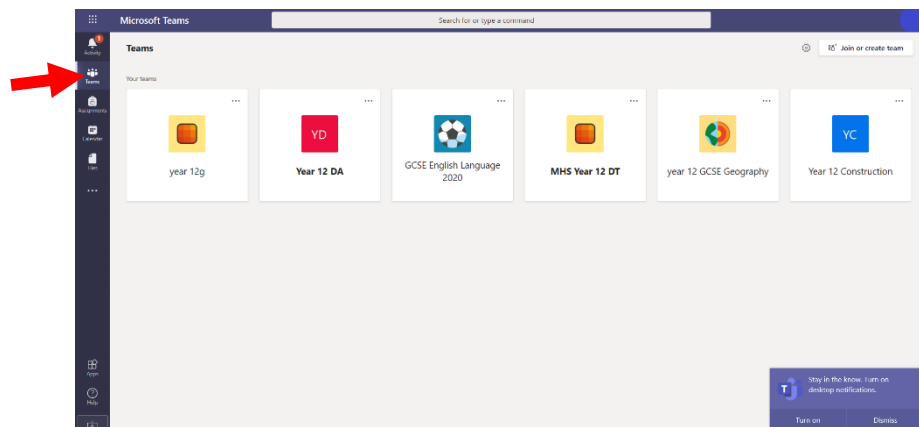 Microsoft Teams
Search for or type a command
1
Activity
Teams
Assignments
Calendar
Files
...
Apps
Help
Teams
Join or create team
Your teams
...
...
...
...
...
...
YD
YC
year 12g
Year 12 DA
GCSE English Language
2020
MHS Year 12 DT
year 12 GCSE Geography
Year 12 Construction
T
Stay in the know. Turn on
desktop notifications.
Turn on
Dismiss